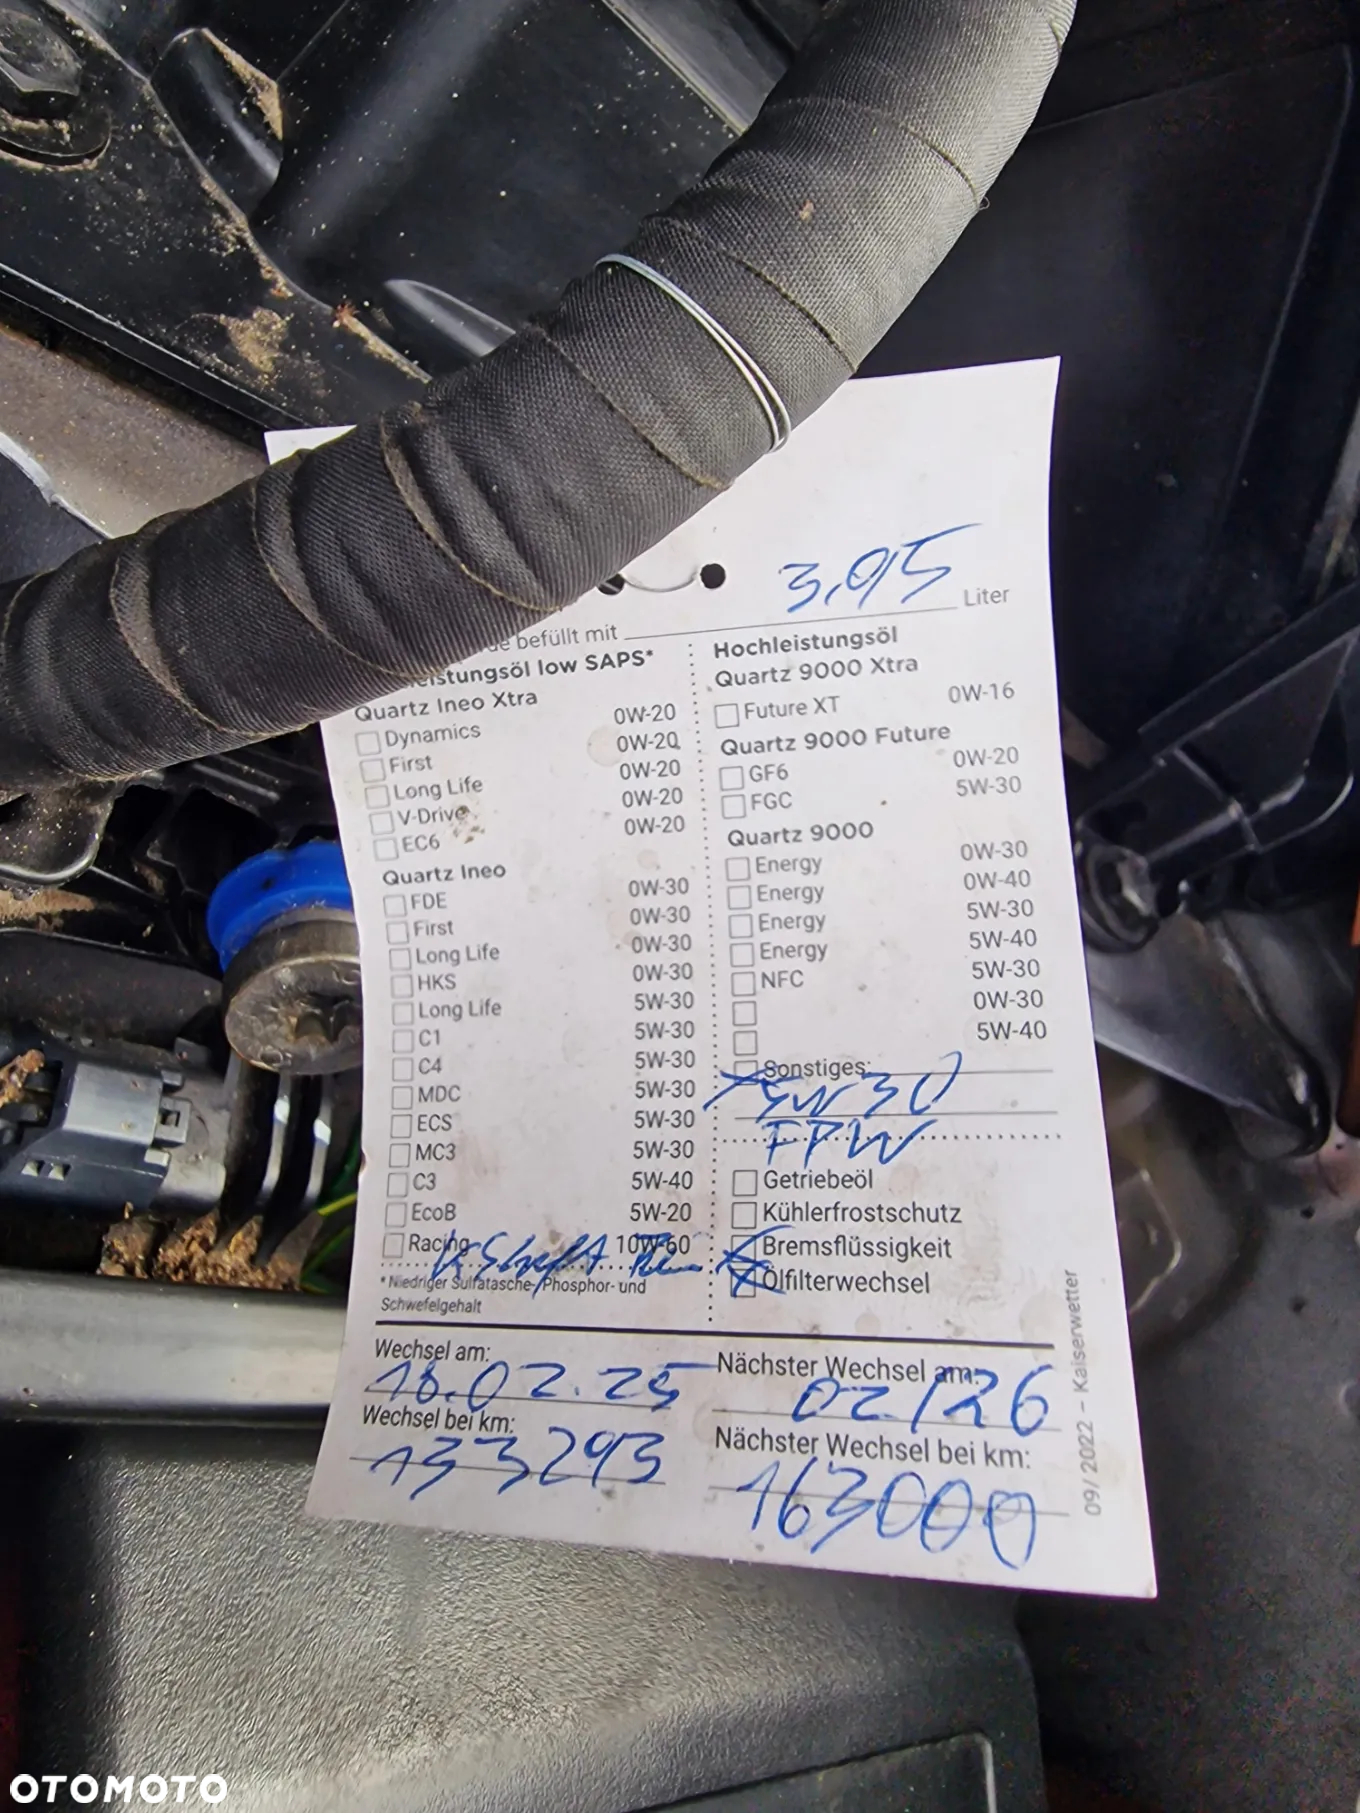 3,95
befüllt mit Liter
istungsöl low SAPS*
Quartz Ineo Xtra
Dynamics 0W-20
First 0W-20
Long Life 0W-20
V-Drive 0W-20
EC6 0W-20
Quartz Ineo
FDE 0W-30
First 0W-30
Long Life 0W-30
HKS 0W-30
Long Life 5W-30
C1 5W-30
C4 5W-30
MDC 5W-30
ECS 5W-30
MC3 5W-30
C3 5W-40
EcoB 5W-20
Racing 10W-60
* Niedriger Sulfatasche-, Phosphor- und
Schwefelgehalt
Hochleistungsöl
Quartz 9000 Xtra
Future XT 0W-16
Quartz 9000 Future
GF6 0W-20
FGC 5W-30
Quartz 9000
Energy 0W-30
Energy 0W-40
Energy 5W-30
Energy 5W-40
NFC 5W-30
0W-30
5W-40
Sonstiges:
5W30
FPW
Getriebeöl
Kühlerfrostschutz
Bremsflüssigkeit
Ölfilterwechsel
Wechsel am:
18.02.25
Wechsel bei km:
133293
Nächster Wechsel am:
02/26
Nächster Wechsel bei km:
163000
09/2022 – Kaiserwetter
OTOMOTO